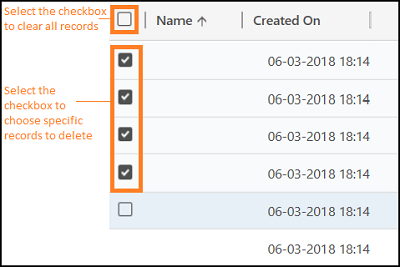 Select the checkbox
to clear all records
Name ↑ Created On
06-03-2018 18:14
06-03-2018 18:14
Select the
checkbox to
choose specific
records to delete
06-03-2018 18:14
06-03-2018 18:14
06-03-2018 18:14
06-03-2018 18:14